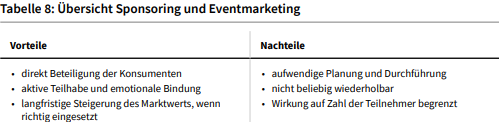 Tabelle 8: Übersicht Sponsoring und Eventmarketing
Vorteile
Nachteile
• direkt Beteiligung der Konsumenten
• aktive Teilhabe und emotionale Bindung
• langfristige Steigerung des Marktwerts, wenn
richtig eingesetzt
• aufwendige Planung und Durchführung
• nicht beliebig wiederholbar
• Wirkung auf Zahl der Teilnehmer begrenzt